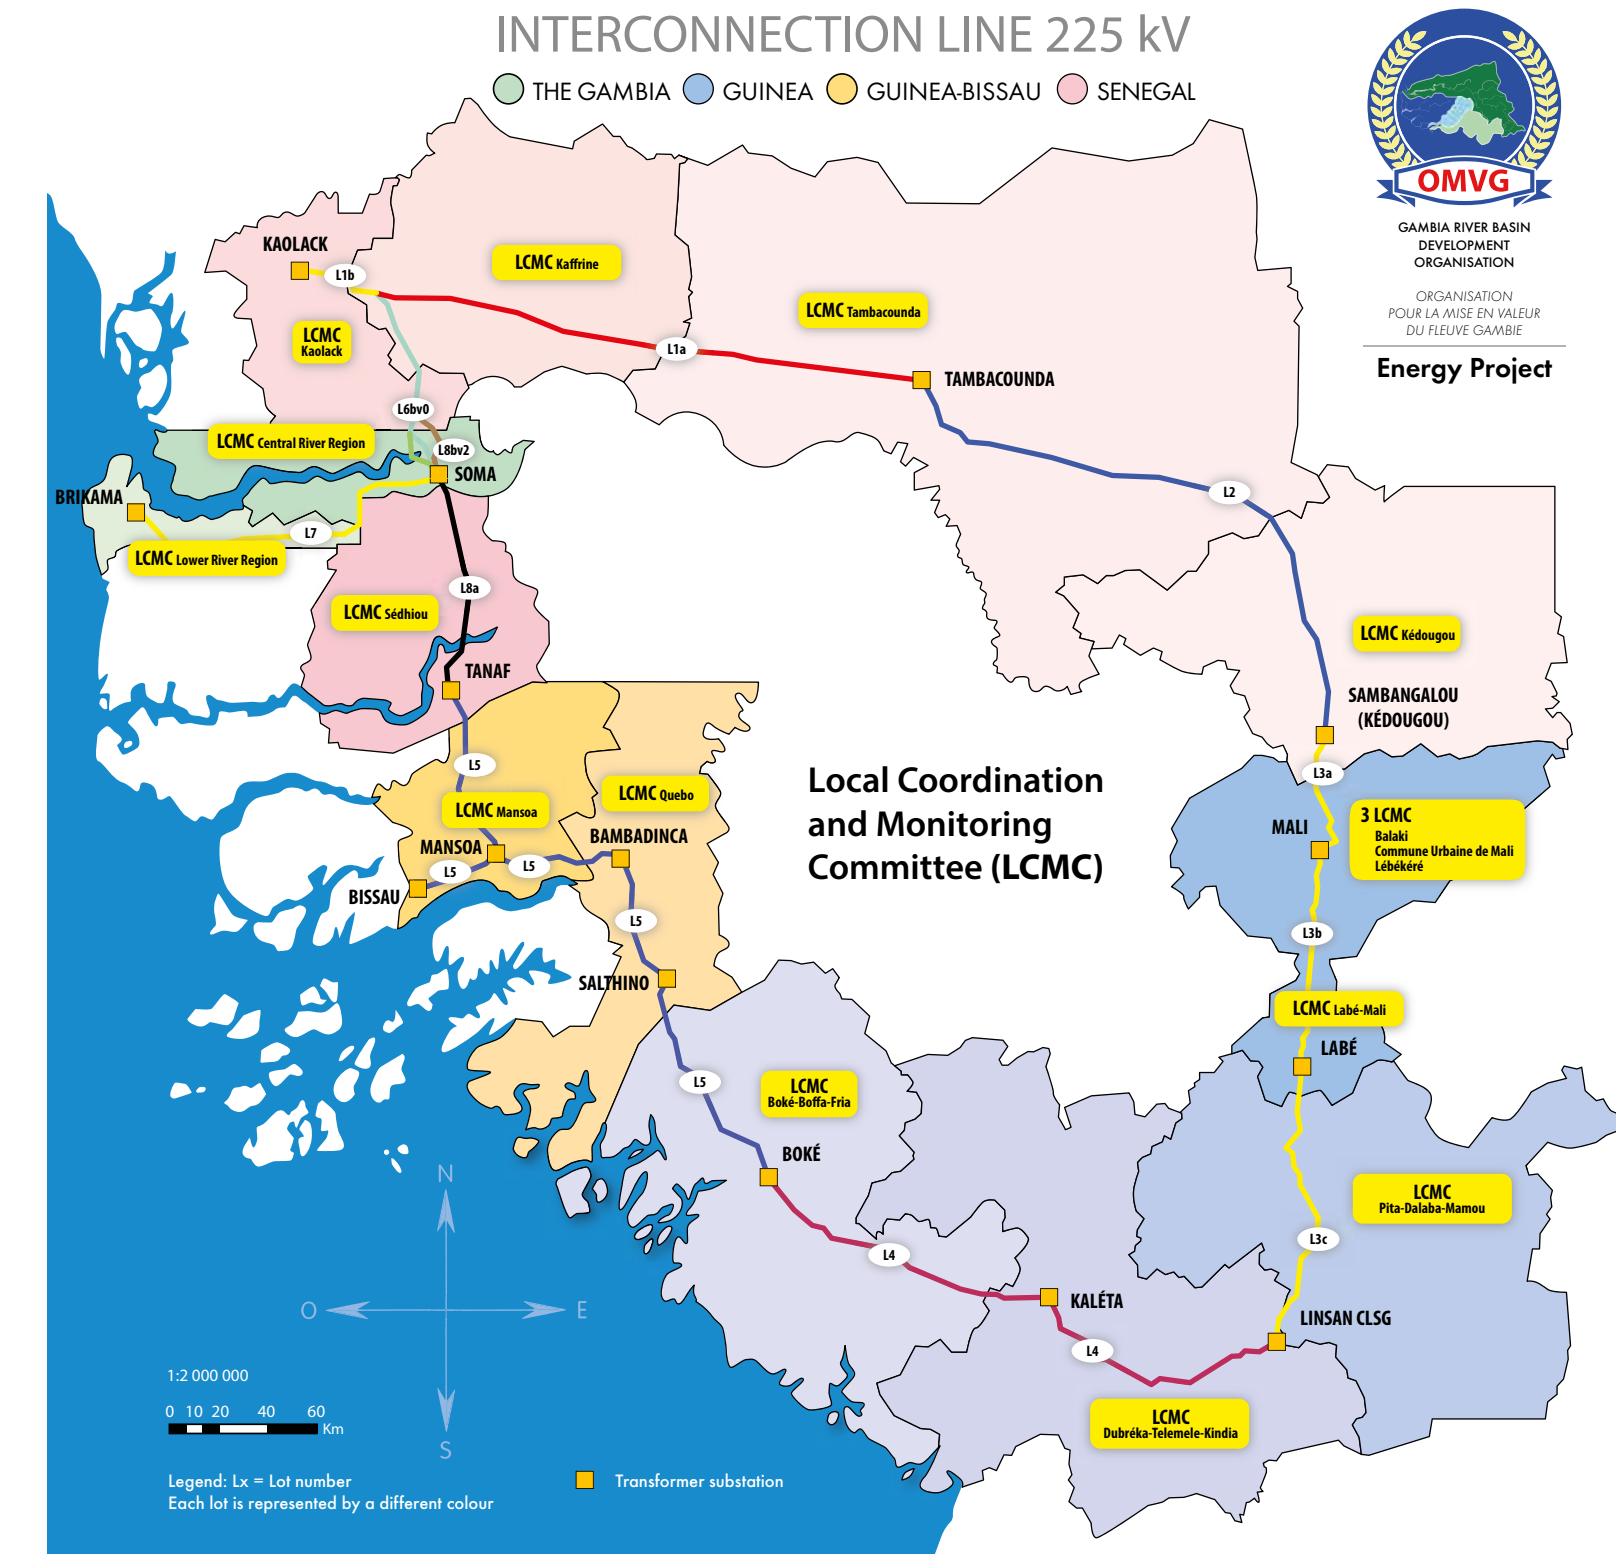 INTERCONNECTION LINE 225 kV
THE GAMBIA
GUINEA
GUINEA-BISSAU
SENEGAL
OMVG
GAMBIA RIVER BASIN
DEVELOPMENT
ORGANISATION
ORGANISATION
POUR LA MISE EN VALEUR
DU FLEUVE GAMBIE
Energy Project
KAOLACK
L1b
LCMC Kaffrine
LCMC Tambacounda
LCMC
Kaolack
L1a
TAMBACOUNDA
L6bv0
LCMC Central River Region
L8bv2
SOMA
BRIKAMA
L2
L7
LCMC Lower River Region
L8a
LCMC Sédhiou
LCMC Kédougou
TANAF
SAMBANGALOU
(KÉDOUGOU)
L5
L3a
LCMC Quebo
LCMC Mansoa
Local Coordination
and Monitoring
Committee (LCMC)
3 LCMC
Balaki
Commune Urbaine de Mali
Lébékéré
MALI
BAMBADINCA
MANSOA
L5
L5
BISSAU
L5
L3b
SALTHINO
LCMC Labé-Mali
LABÉ
L5
LCMC
Boké-Boffa-Fria
BOKÉ
LCMC
Pita-Dalaba-Mamou
N
L3c
L4
O
E
KALÉTA
LINSAN CLSG
L4
1:2 000 000
0 10 20 40 60
Km
S
LCMC
Dubréka-Telemele-Kindia
Legend: Lx = Lot number
Each lot is represented by a different colour
Transformer substation